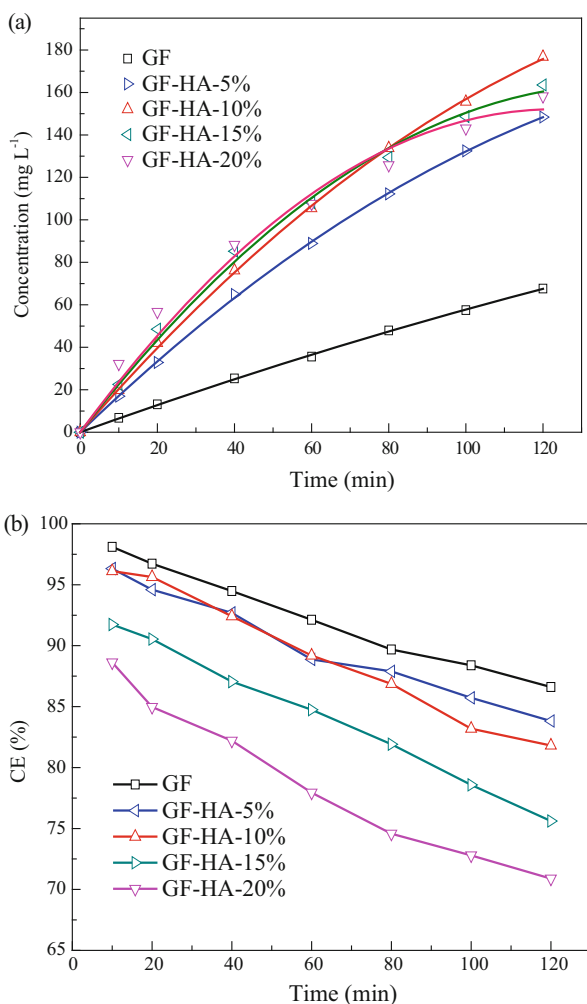 (a)
GF
GF-HA-5%
GF-HA-10%
GF-HA-15%
GF-HA-20%
Concentration (mg L⁻¹)
180
160
140
120
100
80
60
40
20
0
0 20 40 60 80 100 120
Time (min)
(b)
100
95
90
85
80
75
70
65
CE (%)
GF
GF-HA-5%
GF-HA-10%
GF-HA-15%
GF-HA-20%
0 20 40 60 80 100 120
Time (min)